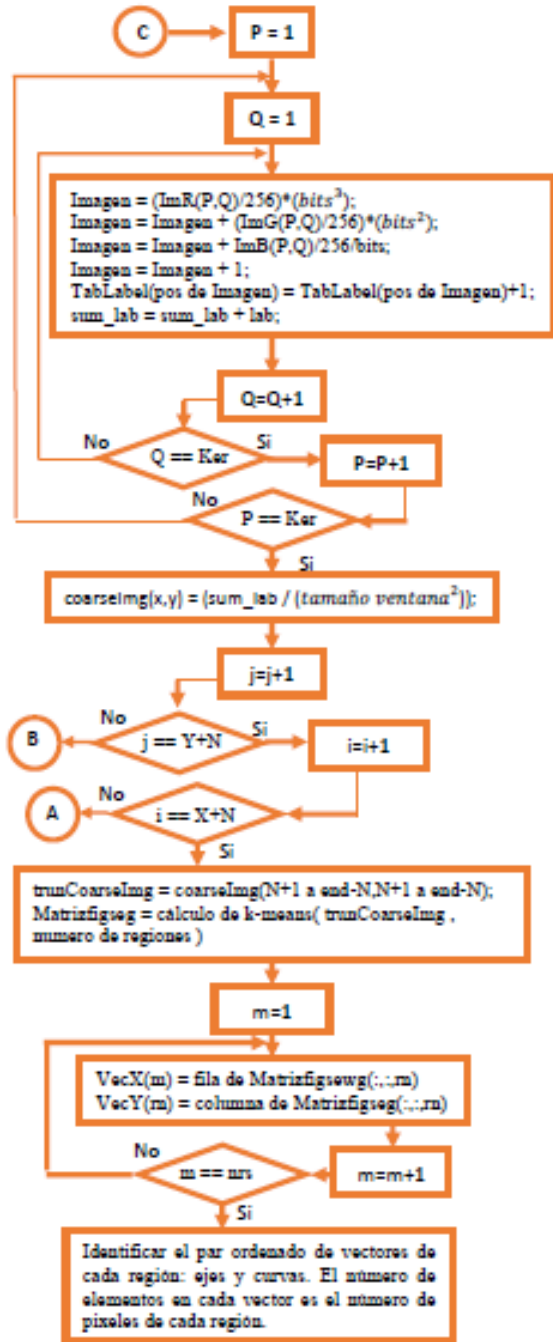 C
P = 1
Q = 1
Imagen = (ImR(P,Q)/256)*(bits³);
Imagen = Imagen + (ImG(P,Q)/256)*(bits²);
Imagen = Imagen + ImB(P,Q)/256/bits;
Imagen = Imagen + 1;
TabLabel(pos de Imagen) = TabLabel(pos de Imagen)+1;
sum_lab = sum_lab + lab;
Q=Q+1
No
Si
Q == Ker
P=P+1
No
P == Ker
Si
coarseImg(x,y) = (sum_lab / (tamaño ventana²));
j=j+1
No
Si
B
j == Y+N
i=i+1
A
No
i == X+N
Si
trunCoarseImg = coarseImg(N+1 a end-N,N+1 a end-N);
Matrizfigseg = cálculo de k-means( trunCoarseImg ,
numero de regiones )
m=1
VecX(m) = fila de Matrizfigsewg(:,:,m)
VecY(m) = columna de Matrizfigseg(:,:,m)
No
m == nrs
m=m+1
Si
Identificar el par ordenado de vectores de
cada región: ejes y curvas. El número de
elementos en cada vector es el número de
pixeles de cada región.